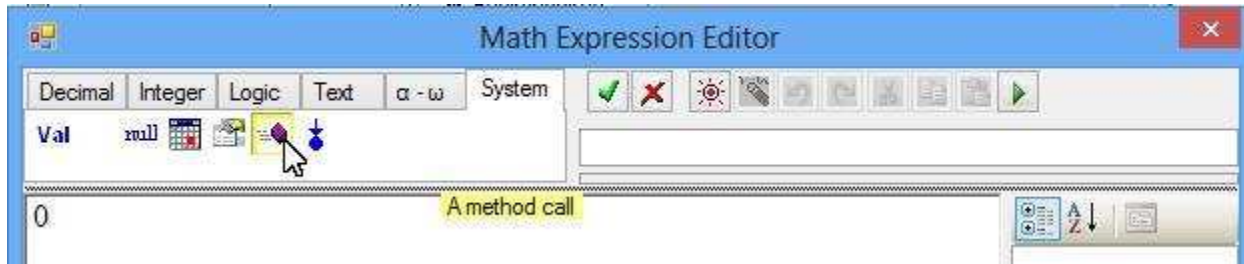 Math Expression Editor
Decimal Integer Logic Text α - ω System
Val null
A method call
0
A
Z